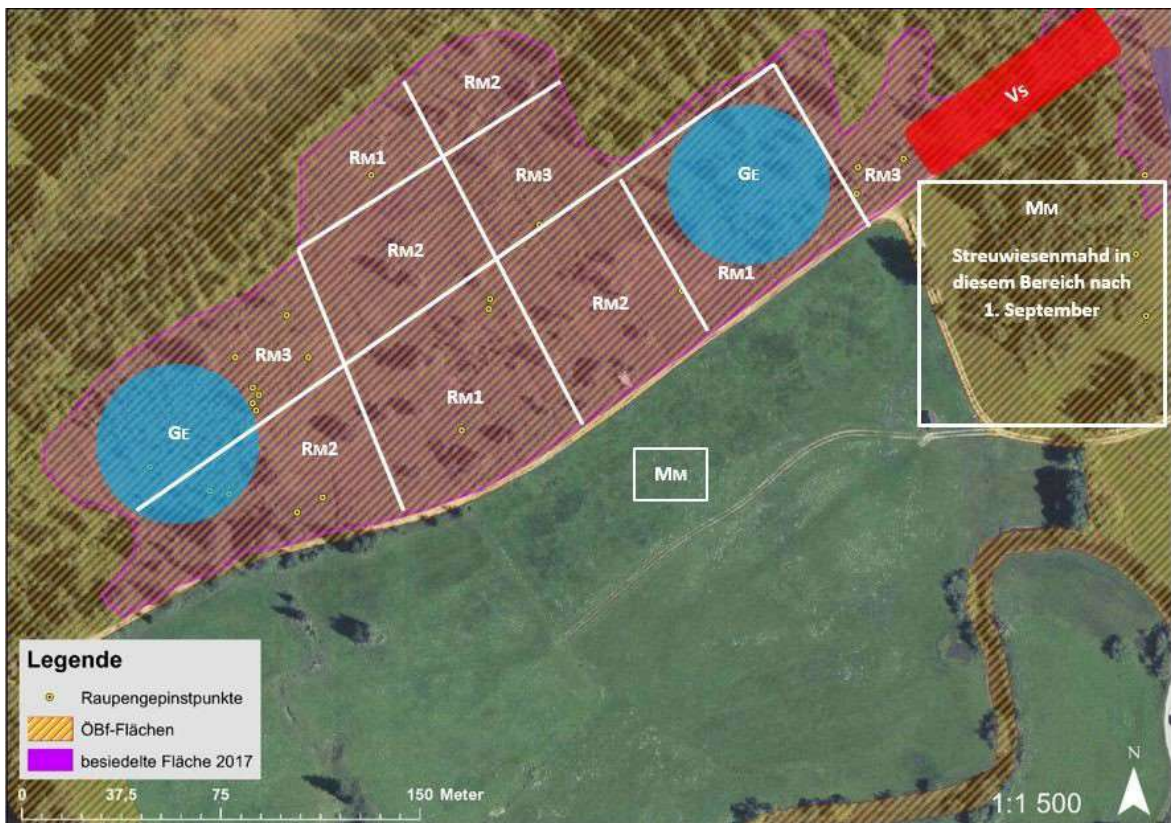 RM2
VS
RM1
RM3
GE
RM3
MM
Streuwiesenmahd in
diesem Bereich nach
1. September
RM2
RM1
RM2
RM3
RM1
GE
RM2
MM
Legende
Raupengepinstpunkte
ÖBf-Flächen
besiedelte Fläche 2017
0 37,5 75 150 Meter
N
1:1 500